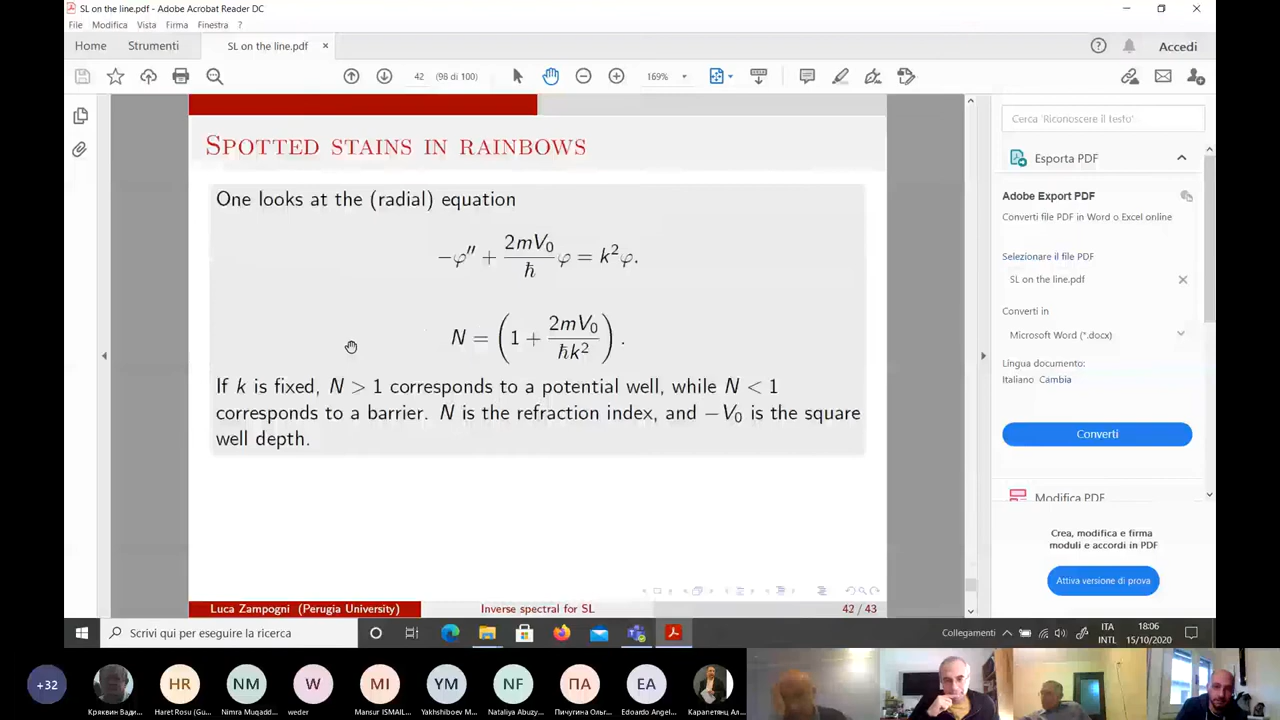 SL on the line.pdf - Adobe Acrobat Reader DC
File Modifica Vista Firma Finestra ?
Home Strumenti SL on the line.pdf × Accedi
42 (98 di 100) 169%
SPOTTED STAINS IN RAINBOWS
One looks at the (radial) equation
−φ″ + 2mV₀/ħ φ = k²φ.
N = (1 + 2mV₀/ħk²).
If k is fixed, N > 1 corresponds to a potential well, while N < 1
corresponds to a barrier. N is the refraction index, and −V₀ is the square
well depth.
Luca Zampogni (Perugia University) Inverse spectral for SL 42 / 43
Cerca 'Riconoscere il testo'
Esporta PDF
Adobe Export PDF
Converti file PDF in Word o Excel online
Selezionare il file PDF
SL on the line.pdf ×
Converti in
Microsoft Word (*.docx)
Lingua documento:
Italiano Cambia
Converti
Modifica PDF
Crea, modifica e firma
moduli e accordi in PDF
Attiva versione di prova
Scrivi qui per eseguire la ricerca
Collegamenti
ITA
INTL
18:06
15/10/2020
+32 HR NM W MI YM NF ПА EA
Кряквин Вади... Haret Rosu (Gu... Nimra Muqadd... weder Mansur ISMAIL... Yakhshiboev M... Nataliya Abuzy... Пичугина Ольг... Edoardo Angel... Карапетянц Ал...